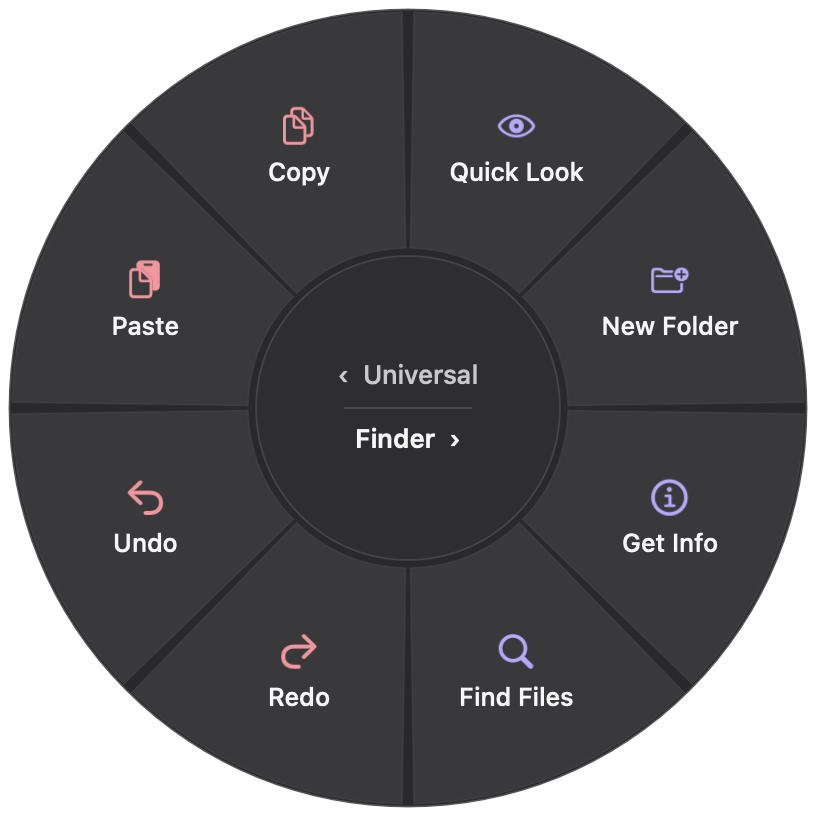 Copy
Quick Look
Paste
New Folder
‹ Universal
Finder ›
Undo
Get Info
Redo
Find Files